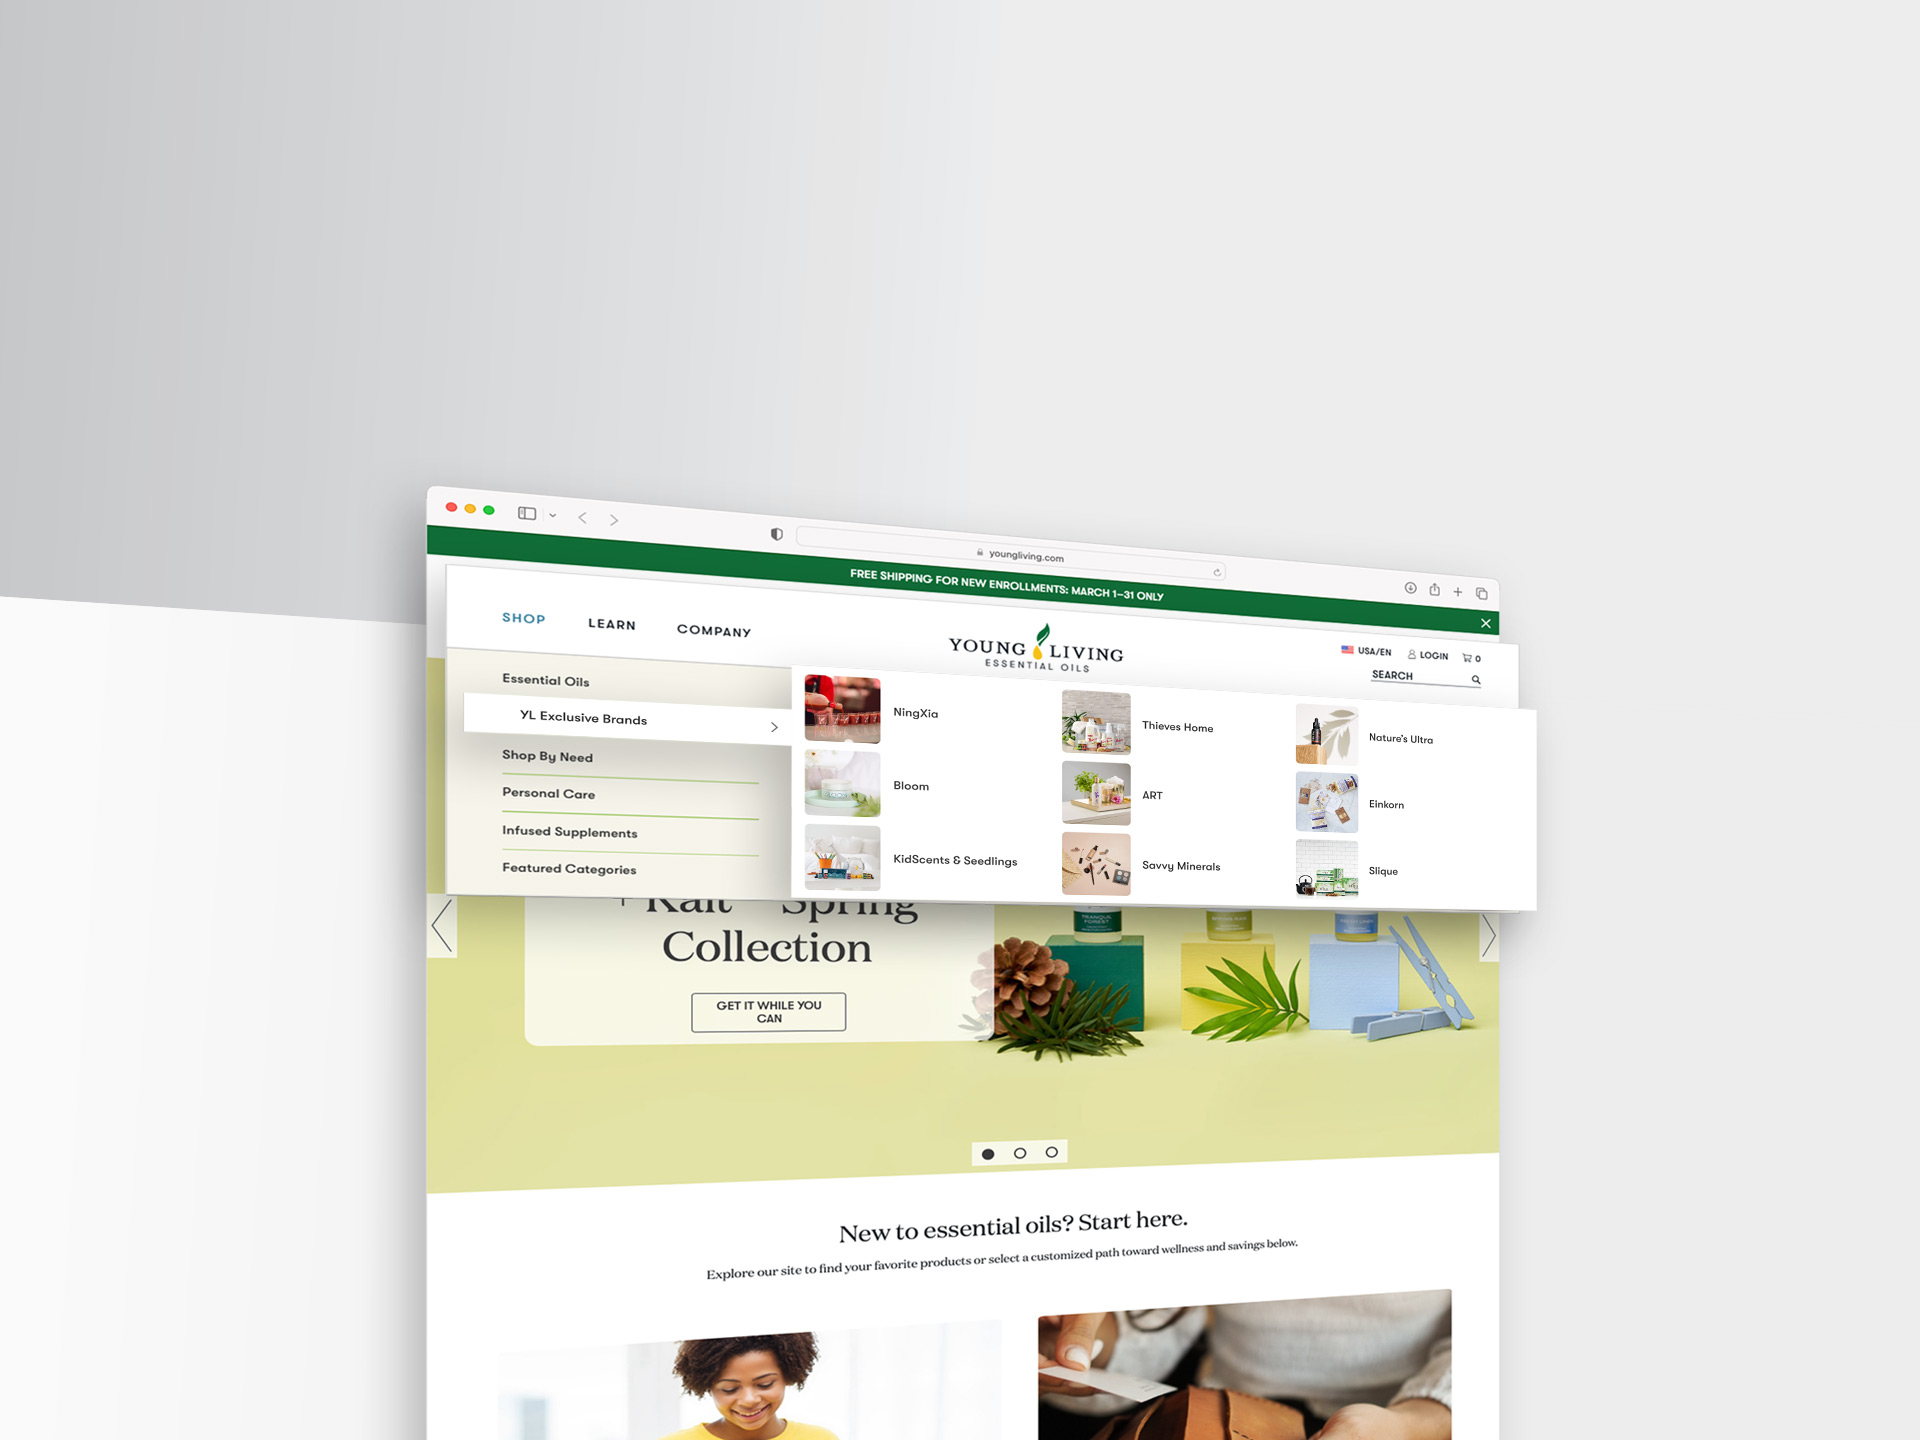 youngliving.com
FREE SHIPPING FOR NEW ENROLLMENTS: MARCH 1–31 ONLY
SHOP
LEARN
COMPANY
YOUNG LIVING
ESSENTIAL OILS
USA/EN
LOGIN
0
SEARCH
Essential Oils
YL Exclusive Brands
Shop By Need
Personal Care
Infused Supplements
Featured Categories
NingXia
Thieves Home
Nature's Ultra
Bloom
ART
Einkorn
KidScents & Seedlings
Savvy Minerals
Slique
Spring
Collection
GET IT WHILE YOU
CAN
TRANQUIL
FOREST
New to essential oils? Start here.
Explore our site to find your favorite products or select a customized path toward wellness and savings below.